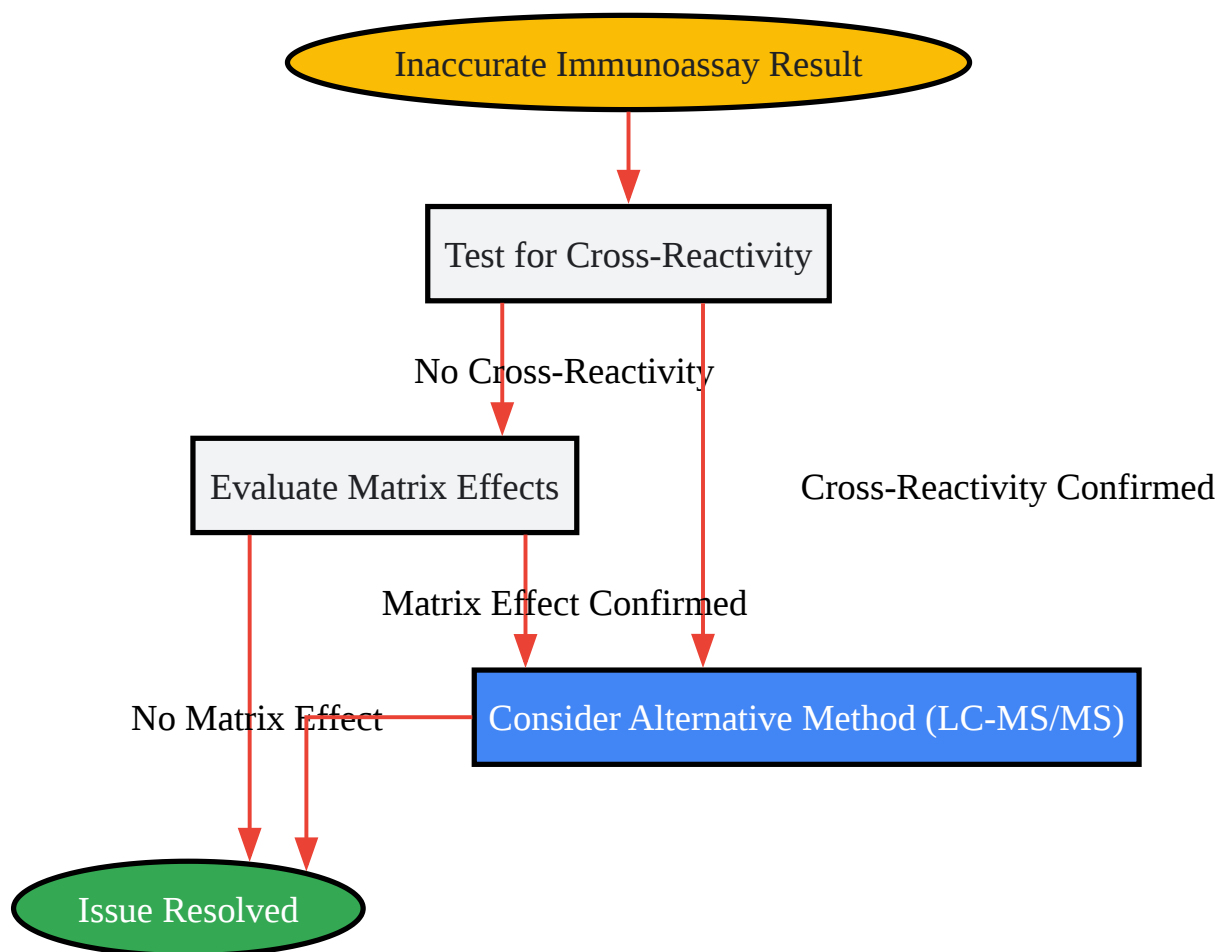 Inaccurate Immunoassay Result
Test for Cross-Reactivity
No Cross-Reactivity
Evaluate Matrix Effects
Cross-Reactivity Confirmed
Matrix Effect Confirmed
No Matrix Effect
Consider Alternative Method (LC-MS/MS)
Issue Resolved